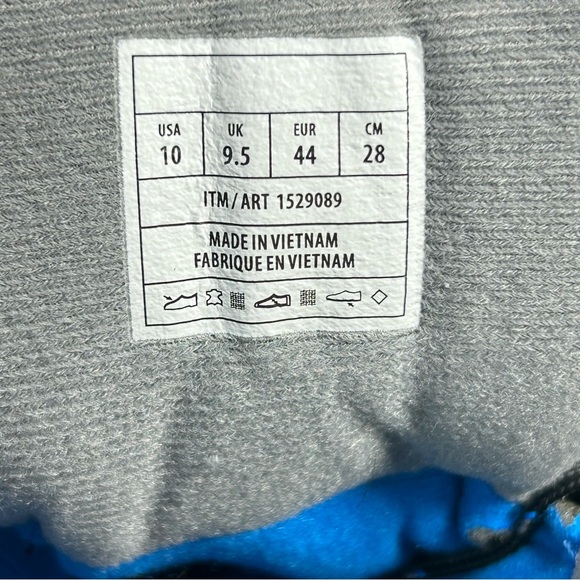 USA UK EUR CM
10 9.5 44 28
ITM/ART 1529089
MADE IN VIETNAM
FABRIQUE EN VIETNAM